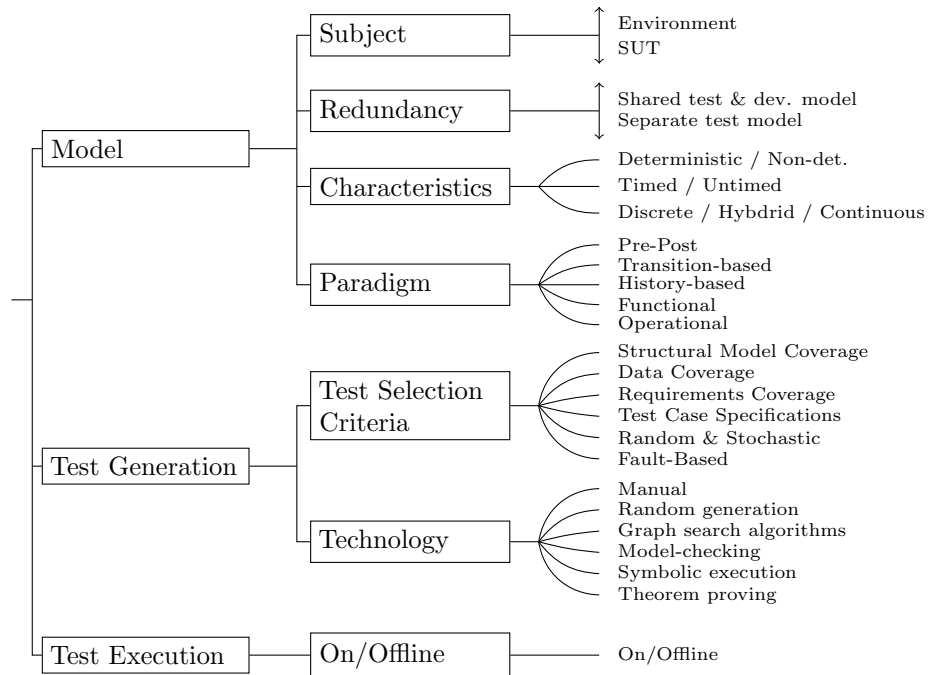 Subject
Environment
SUT
Redundancy
Shared test & dev. model
Separate test model
Model
Characteristics
Deterministic / Non-det.
Timed / Untimed
Discrete / Hybdrid / Continuous
Paradigm
Pre-Post
Transition-based
History-based
Functional
Operational
Test Selection
Criteria
Structural Model Coverage
Data Coverage
Requirements Coverage
Test Case Specifications
Random & Stochastic
Fault-Based
Test Generation
Technology
Manual
Random generation
Graph search algorithms
Model-checking
Symbolic execution
Theorem proving
Test Execution
On/Offline
On/Offline